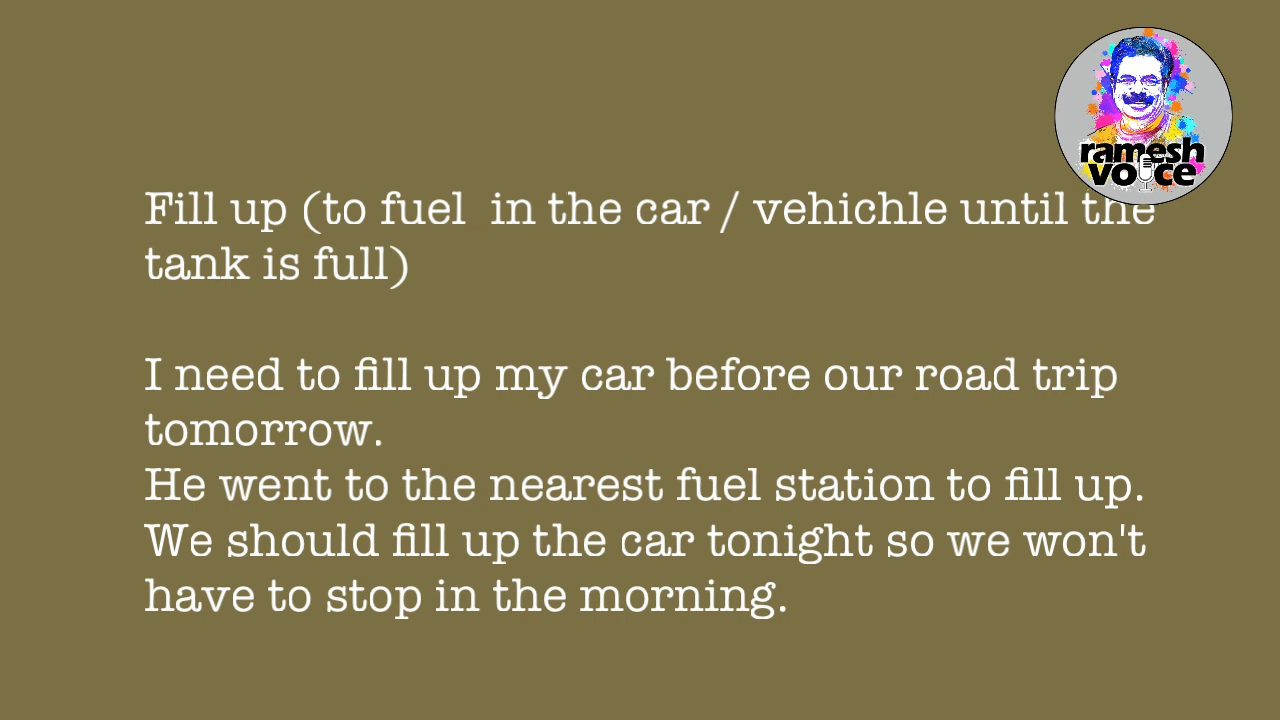 ramesh
voice
Fill up (to fuel  in the car / vehichle until the
tank is full)
I need to fill up my car before our road trip
tomorrow.
He went to the nearest fuel station to fill up.
We should fill up the car tonight so we won't
have to stop in the morning.